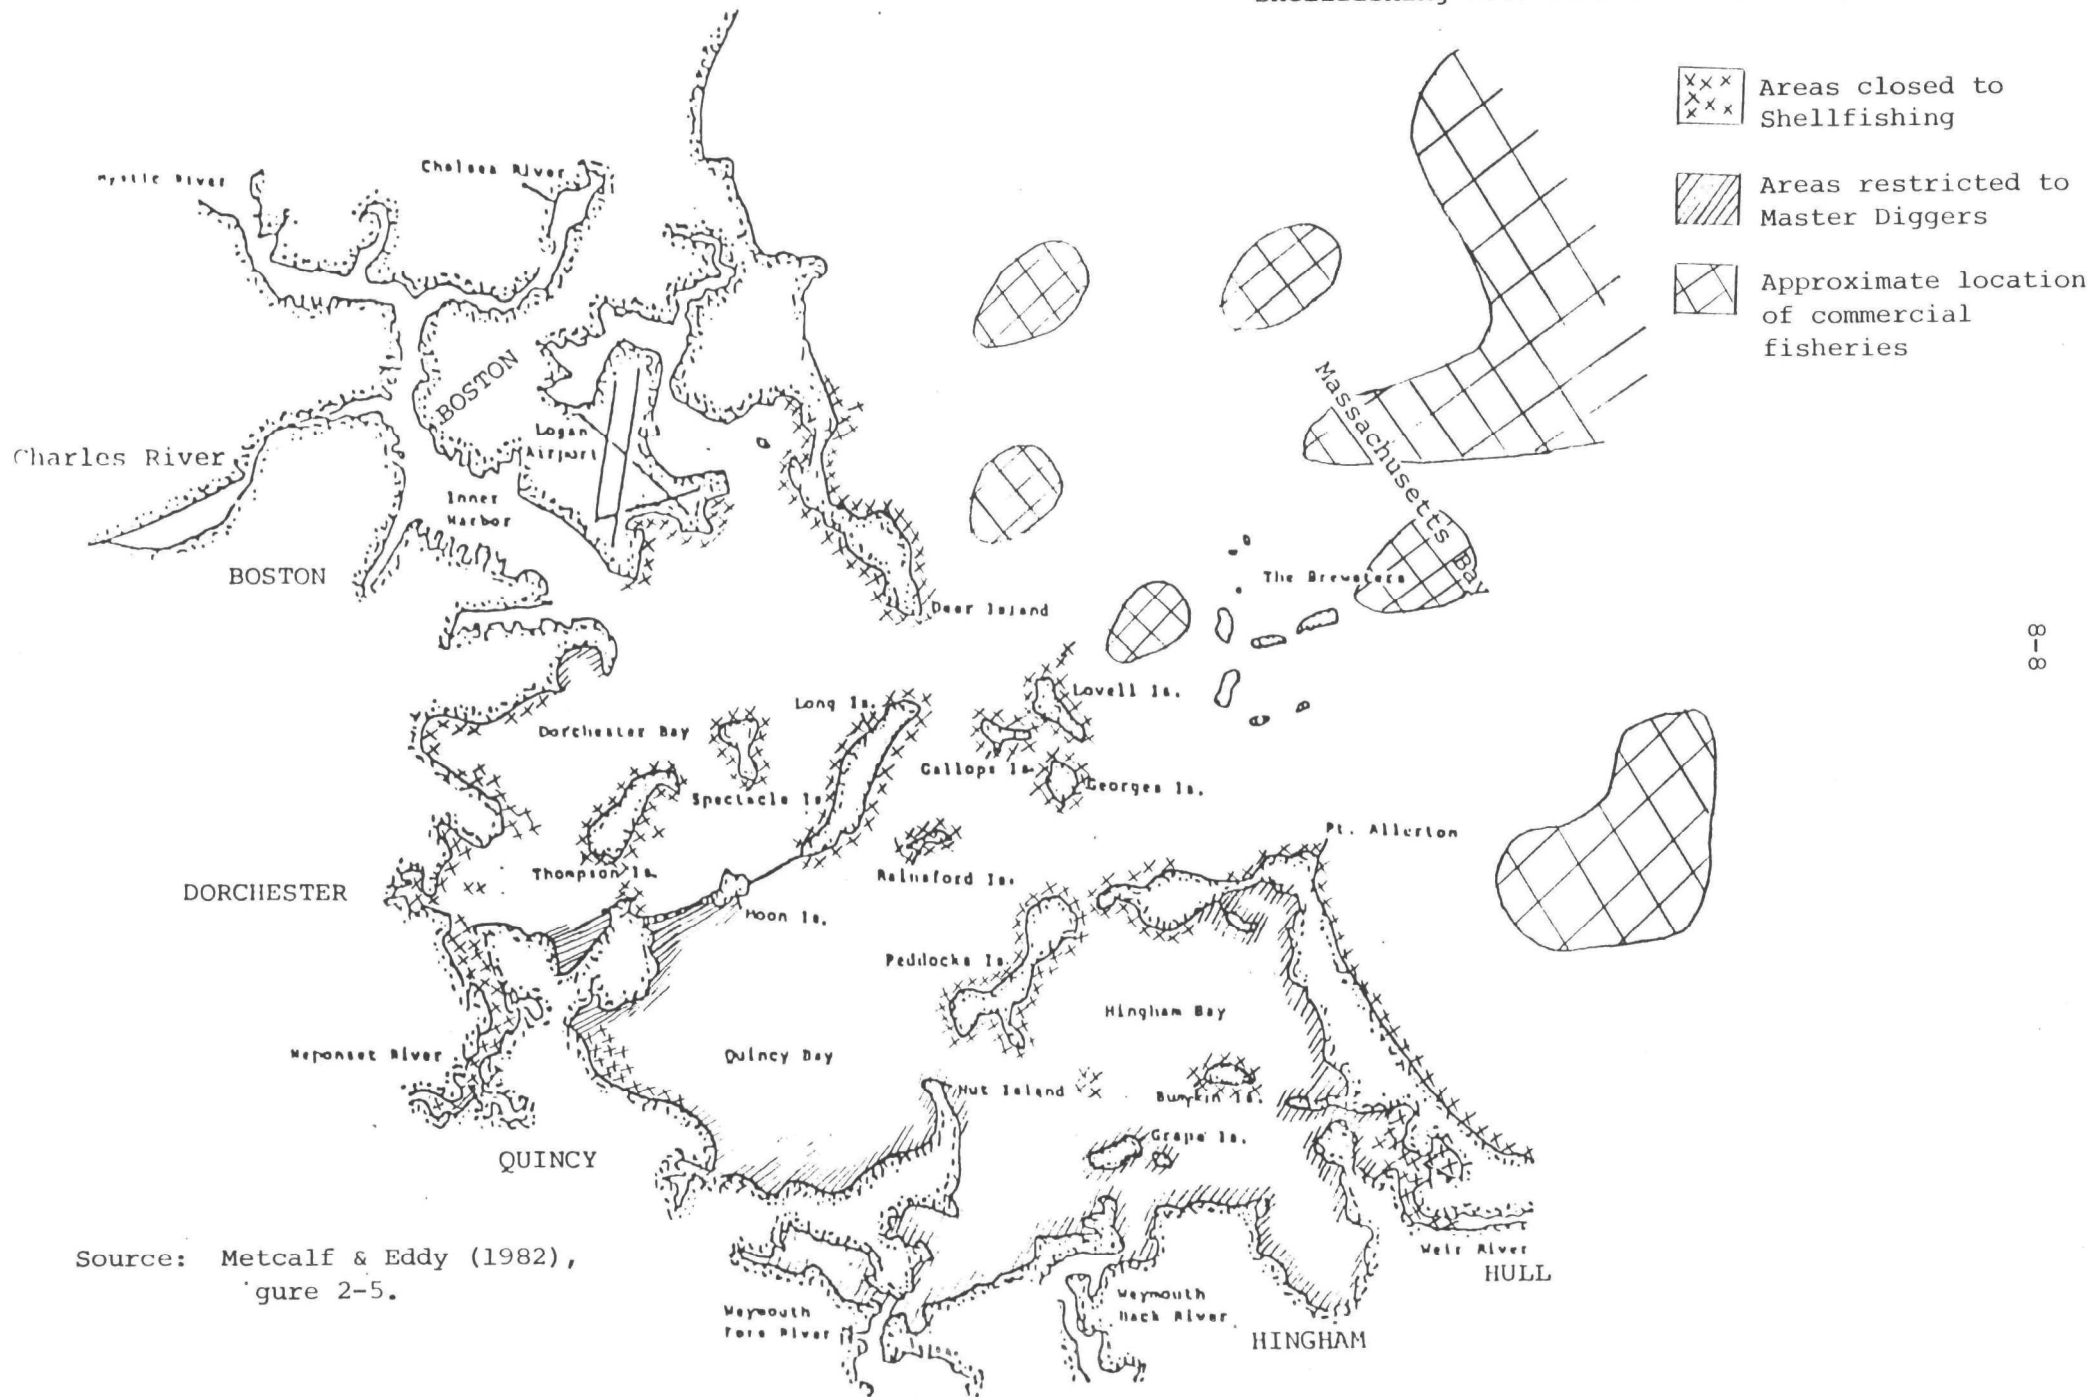 Shellfishing
Areas closed to
Shellfishing
Areas restricted to
Master Diggers
Approximate location
of commercial
fisheries
Mystic River
Chelsea River
BOSTON
Logan
Airport
Charles River
Inner
Harbor
BOSTON
Massachusetts Bay
The Brewsters
Deer Island
8-8
Lovell Is.
Long Is.
Dorchester Bay
Gallops Is.
Georges Is.
Spectacle Is.
Pt. Allerton
Thompson Is.
Rainsford Is.
DORCHESTER
Moon Is.
Peddocks Is.
Hingham Bay
Neponset River
Quincy Bay
Nut Island
Bumpkin Is.
Grape Is.
QUINCY
Weir River
HULL
Source: Metcalf & Eddy (1982),
gure 2-5.
Weymouth
Fore River
Weymouth
Back River
HINGHAM